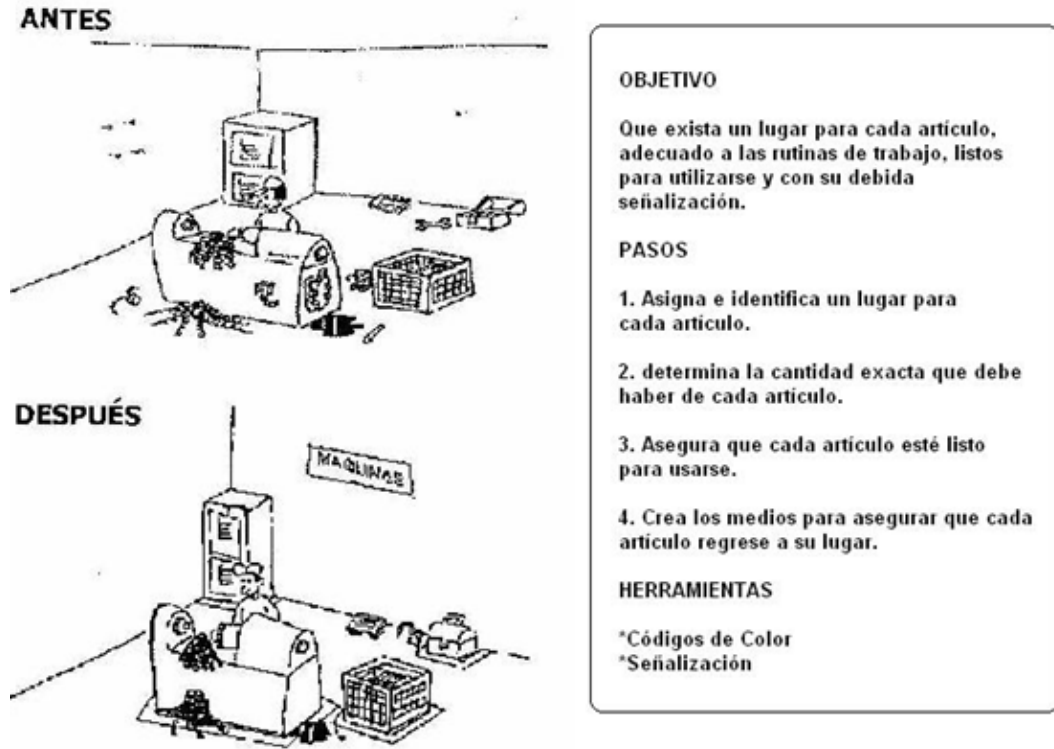 ANTES
DESPUÉS
MAQUINAS
OBJETIVO
Que exista un lugar para cada artículo,
adecuado a las rutinas de trabajo, listos
para utilizarse y con su debida
señalización.
PASOS
1. Asigna e identifica un lugar para
cada artículo.
2. determina la cantidad exacta que debe
haber de cada artículo.
3. Asegura que cada artículo esté listo
para usarse.
4. Crea los medios para asegurar que cada
artículo regrese a su lugar.
HERRAMIENTAS
*Códigos de Color
*Señalización